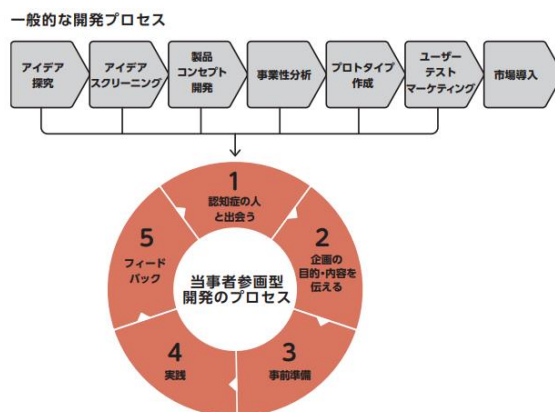 一般的な開発プロセス
アイデア
探究
アイデア
スクリーニング
製品
コンセプト
開発
事業性分析
プロトタイプ
作成
ユーザー
テスト
マーケティング
市場導入
1
認知症の人
と出会う
2
企画の
目的・内容を
伝える
3
事前準備
4
実践
5
フィード
バック
当事者参画型
開発のプロセス